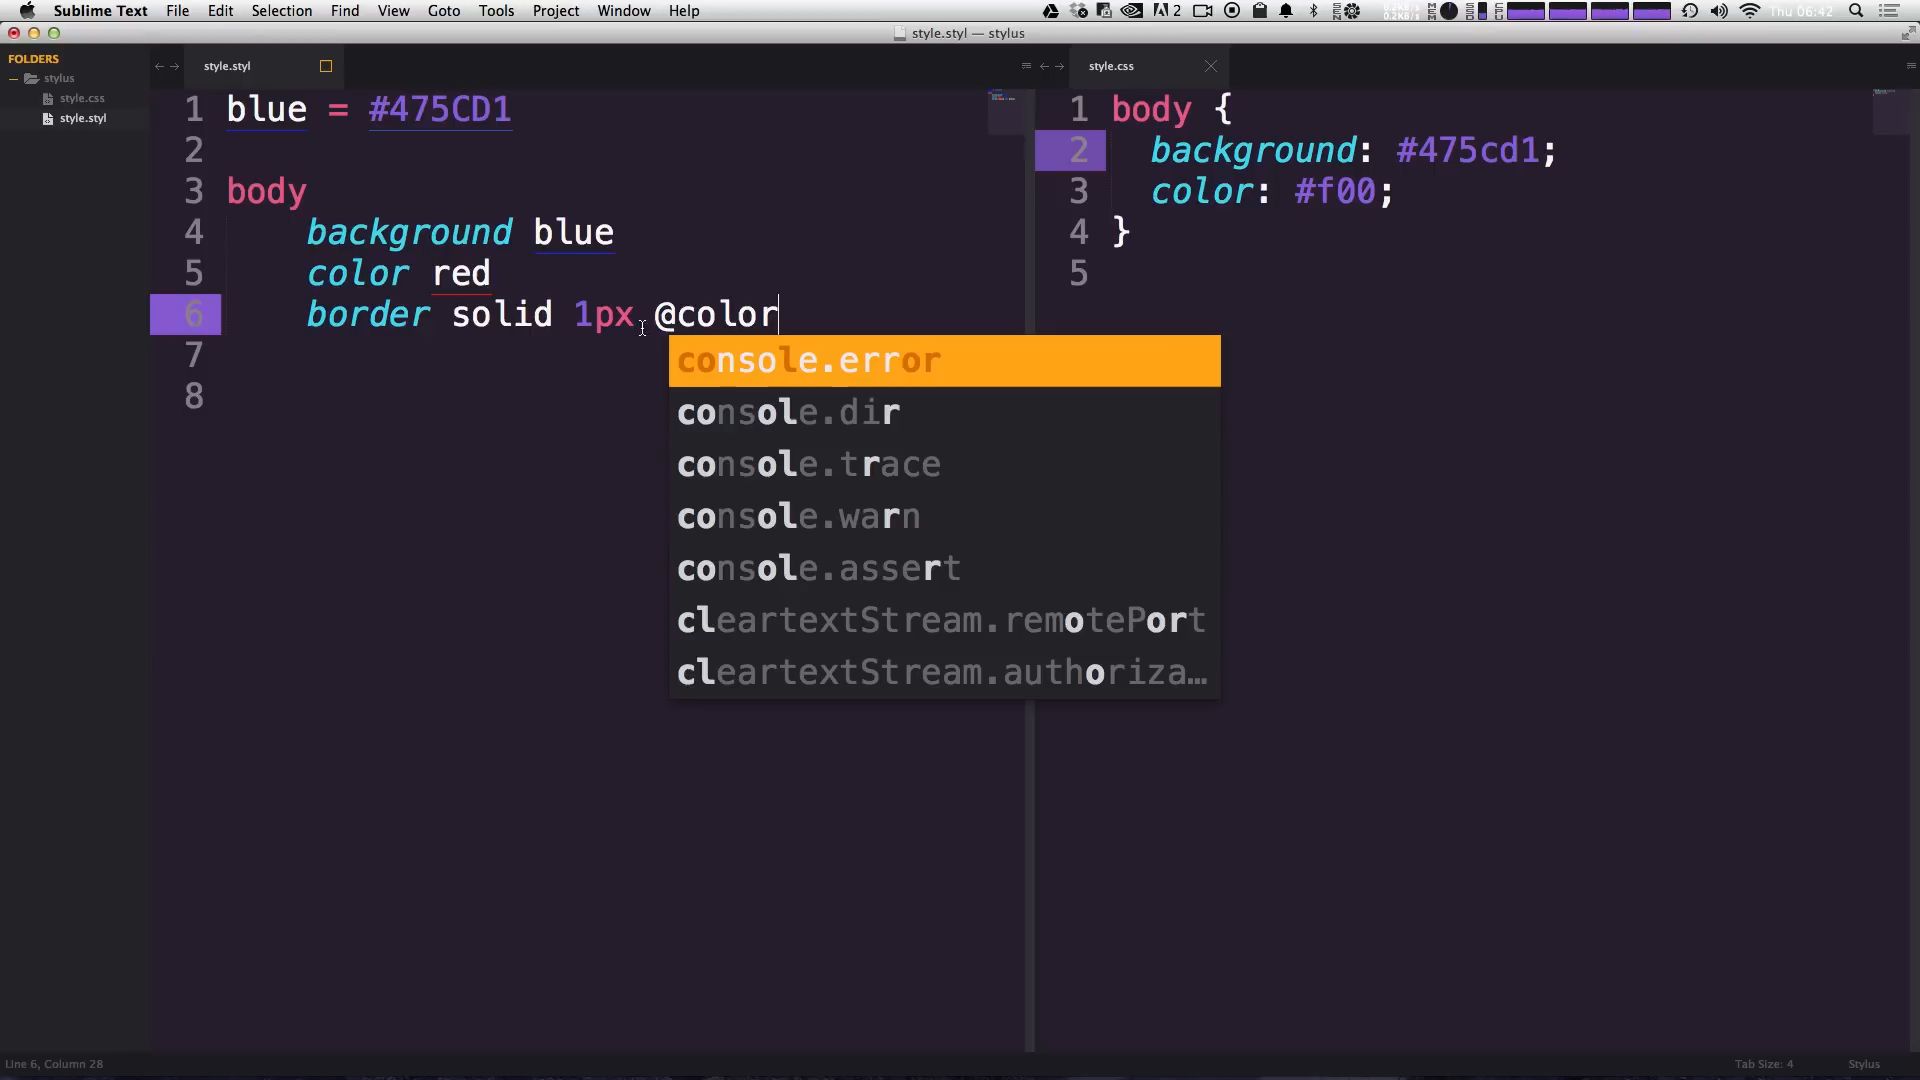 Sublime Text File Edit Selection Find View Goto Tools Project Window Help
2 Thu 06:42
style.styl — stylus
FOLDERS
stylus
style.css
style.styl
style.styl
1 blue = #475CD1
2
3 body
4 background blue
5 color red
6 border solid 1px @color
7
8
console.error
console.dir
console.trace
console.warn
console.assert
cleartextStream.remotePort
cleartextStream.authoriza…
style.css
1 body {
2 background: #475cd1;
3 color: #f00;
4 }
5
Line 6, Column 28
Tab Size: 4 Stylus